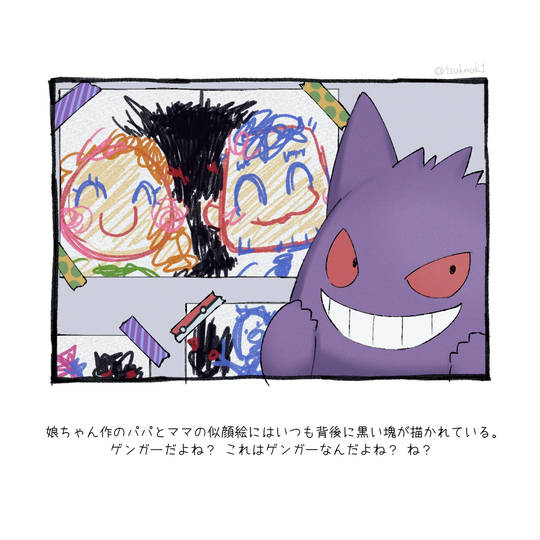 @tsuknak1
娘ちゃん作のパパとママの似顔絵にはいつも背後に黒い塊が描かれている。
ゲンガーだよね? これはゲンガーなんだよね? ね?